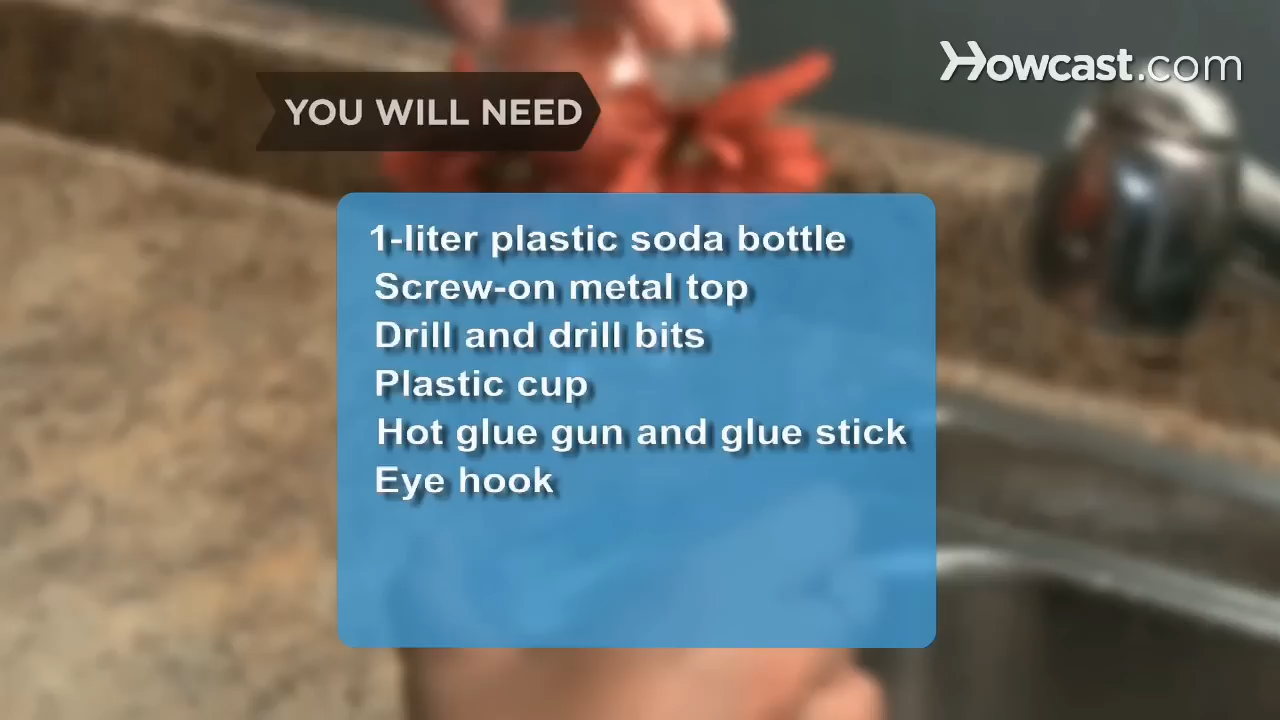 Howcast.com
YOU WILL NEED
1-liter plastic soda bottle
Screw-on metal top
Drill and drill bits
Plastic cup
Hot glue gun and glue stick
Eye hook